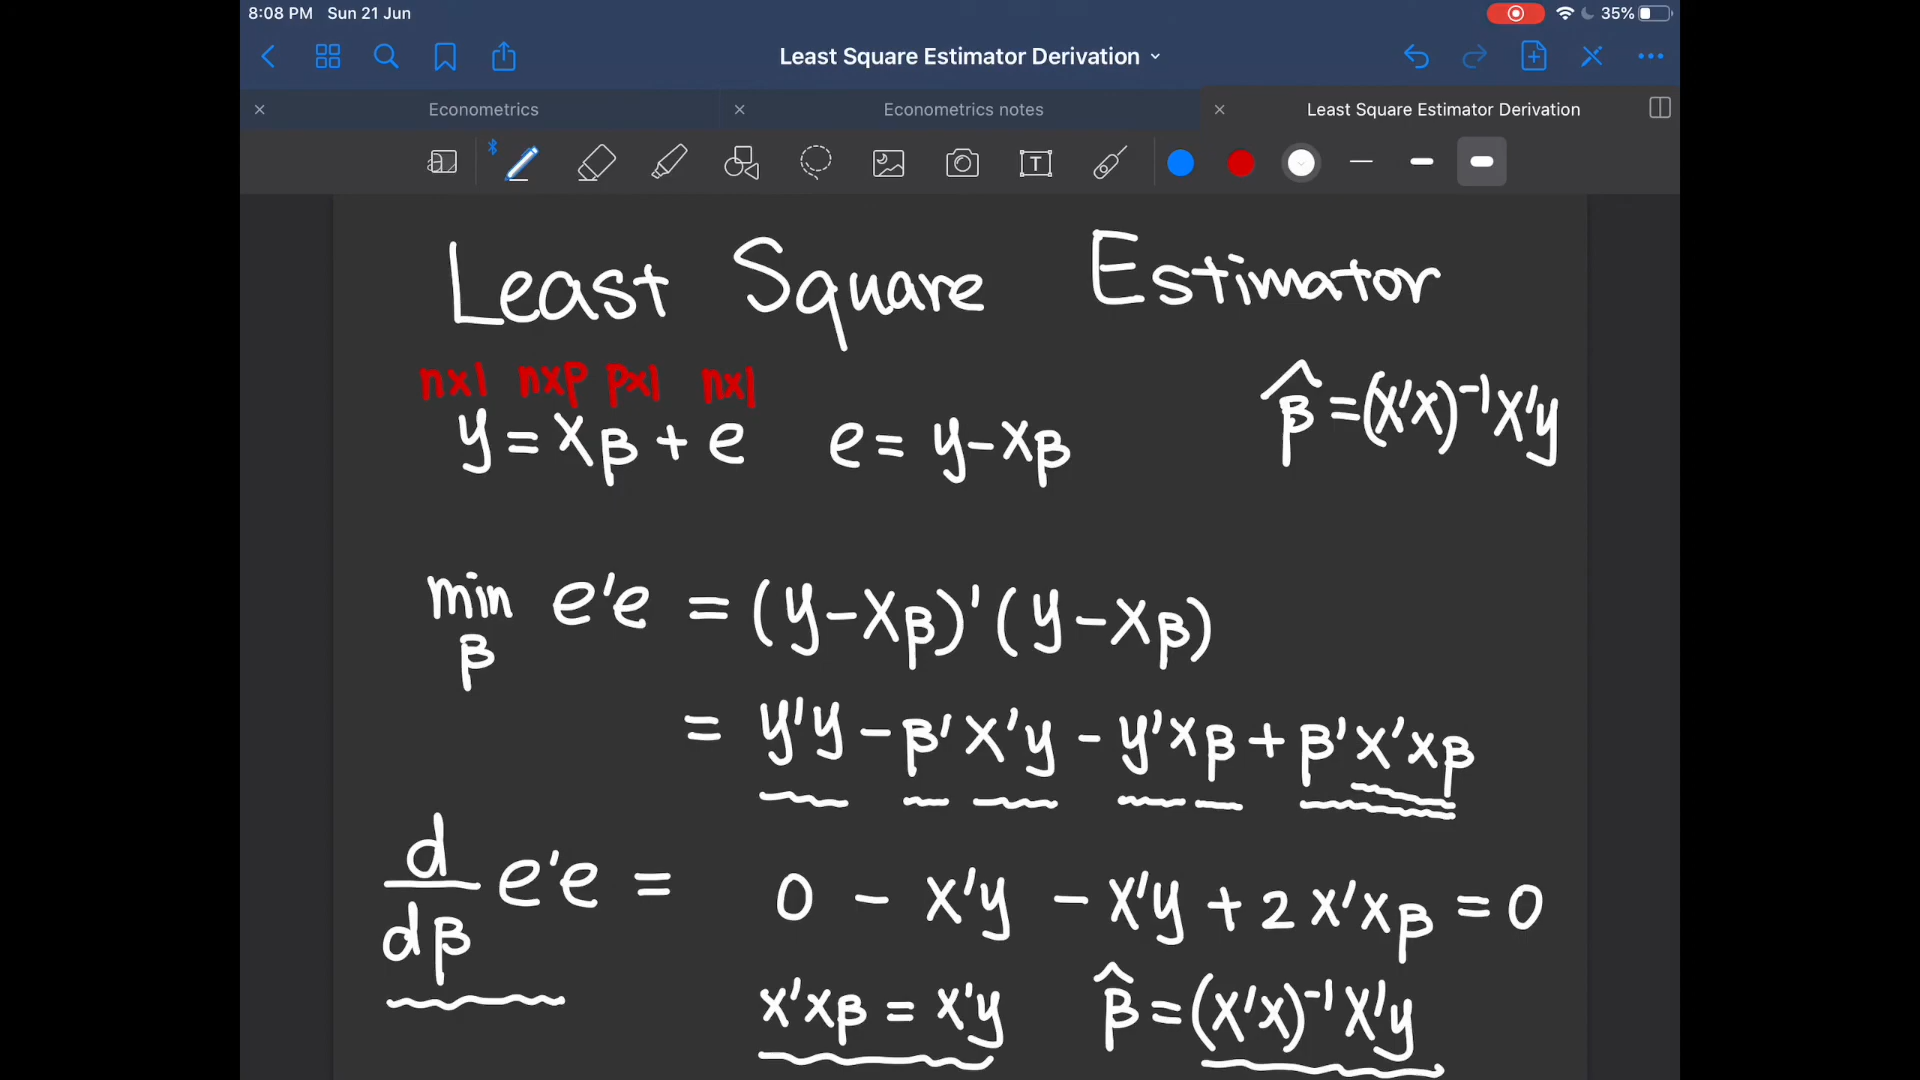 8:08 PM Sun 21 Jun 35%
Least Square Estimator Derivation
Econometrics Econometrics notes Least Square Estimator Derivation
T
Least Square Estimator
nx1 nxp px1 nx1
y = Xβ + e e = y-Xβ β̂ = (X'X)⁻¹X'y
min e'e = (y-Xβ)'(y-Xβ)
β
= y'y - β'X'y - y'Xβ + β'X'Xβ
d/dβ e'e = 0 - X'y - X'y + 2X'Xβ = 0
X'Xβ = X'y β̂ = (X'X)⁻¹X'y